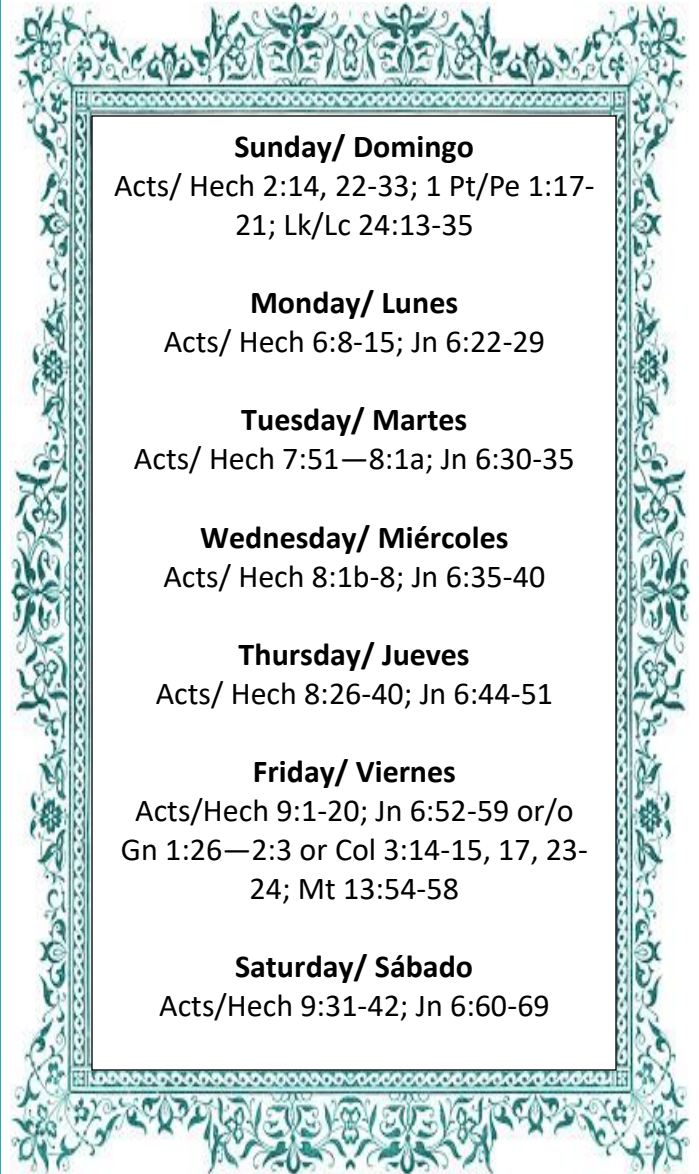 Sunday/ Domingo
Acts/ Hech 2:14, 22-33; 1 Pt/Pe 1:17-
21; Lk/Lc 24:13-35
Monday/ Lunes
Acts/ Hech 6:8-15; Jn 6:22-29
Tuesday/ Martes
Acts/ Hech 7:51—8:1a; Jn 6:30-35
Wednesday/ Miércoles
Acts/ Hech 8:1b-8; Jn 6:35-40
Thursday/ Jueves
Acts/ Hech 8:26-40; Jn 6:44-51
Friday/ Viernes
Acts/Hech 9:1-20; Jn 6:52-59 or/o
Gn 1:26—2:3 or Col 3:14-15, 17, 23-
24; Mt 13:54-58
Saturday/ Sábado
Acts/Hech 9:31-42; Jn 6:60-69